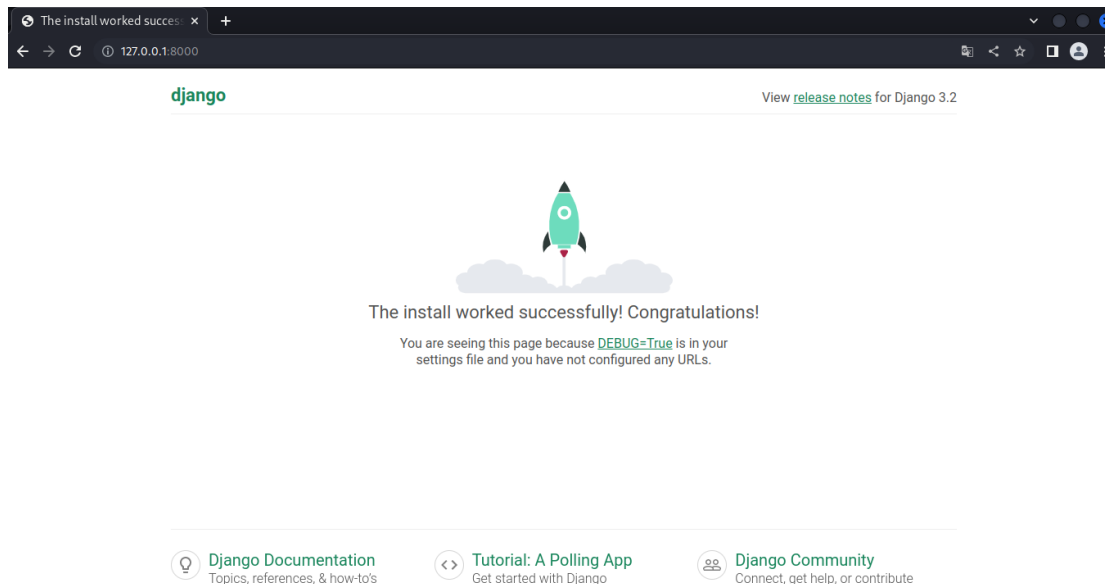 The install worked succes
127.0.0.1:8000
django
View release notes for Django 3.2
The install worked successfully! Congratulations!
You are seeing this page because DEBUG=True is in your
settings file and you have not configured any URLs.
Django Documentation
Topics, references, & how-to's
Tutorial: A Polling App
Get started with Django
Django Community
Connect, get help, or contribute